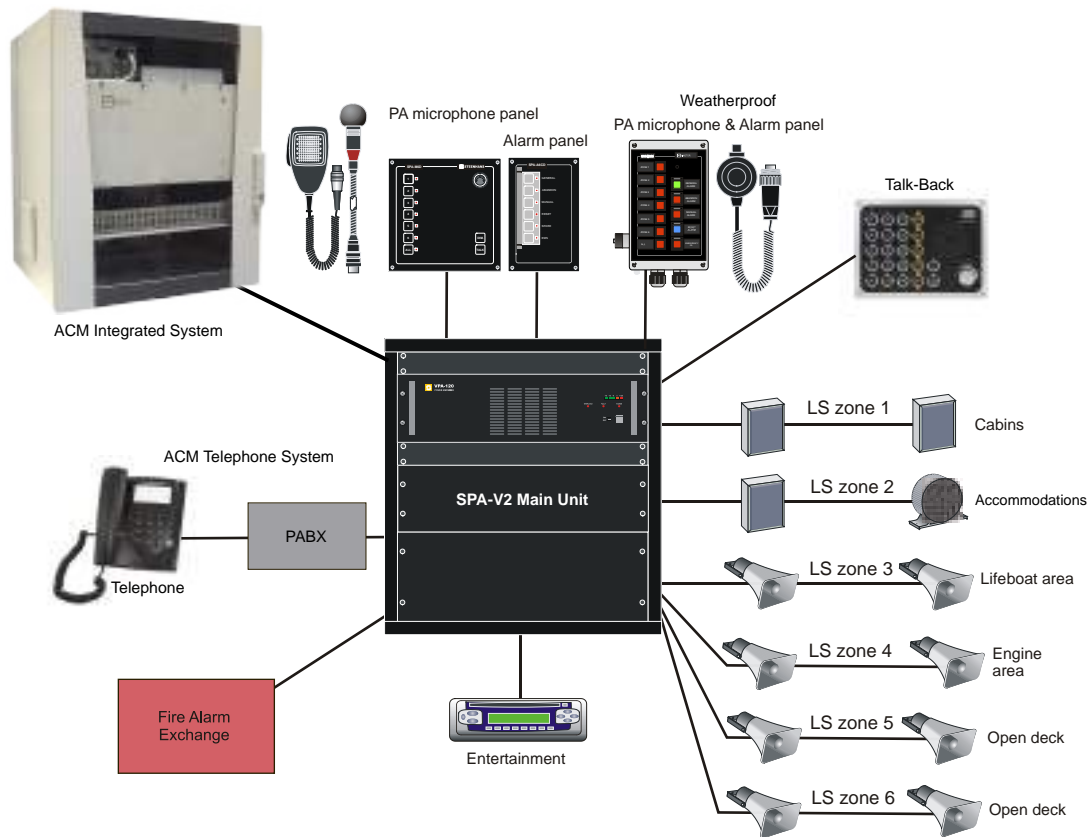 Weatherproof
PA microphone panel
PA microphone & Alarm panel
Alarm panel
Talk-Back
ACM Integrated System
VPA-120
LS zone 1
Cabins
ACM Telephone System
LS zone 2
SPA-V2 Main Unit
Accommodations
PABX
LS zone 3
Lifeboat area
Telephone
LS zone 4
Engine
area
Fire Alarm
Exchange
LS zone 5
Open deck
Entertainment
LS zone 6
Open deck